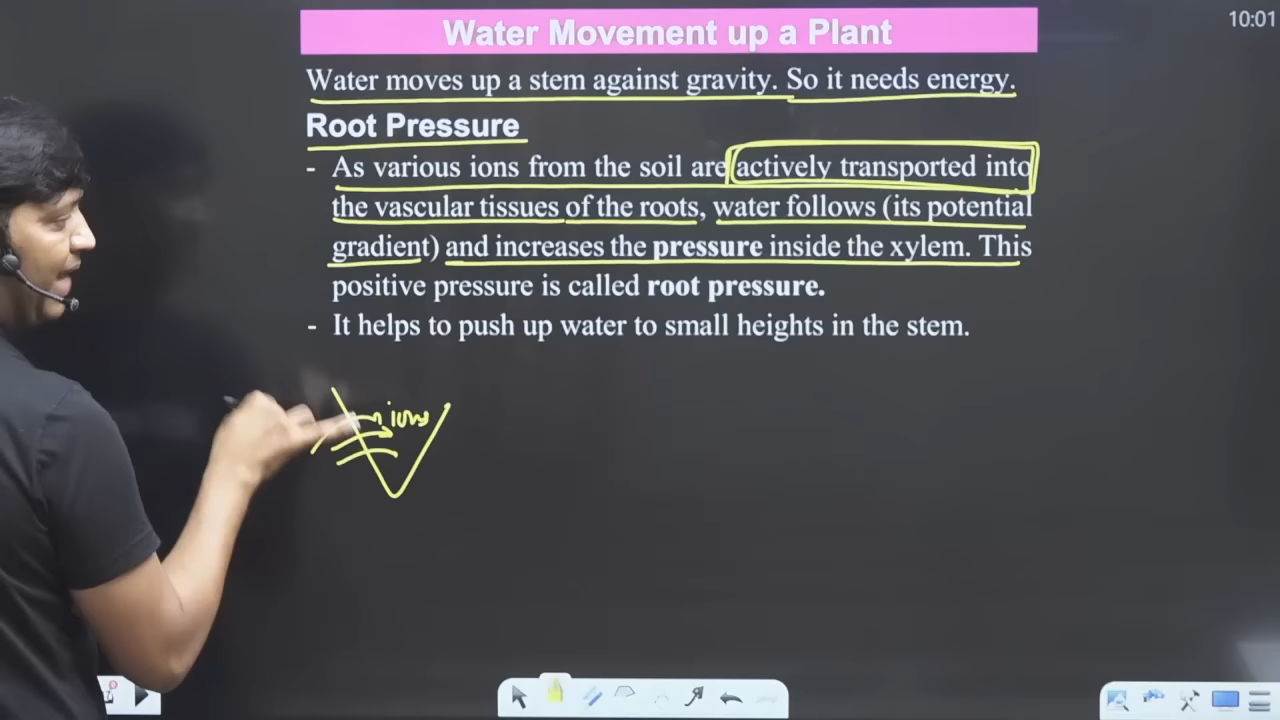 Water Movement up a Plant
10:01
Water moves up a stem against gravity. So it needs energy.
Root Pressure
- As various ions from the soil are actively transported into
the vascular tissues of the roots, water follows (its potential
gradient) and increases the pressure inside the xylem. This
positive pressure is called root pressure.
- It helps to push up water to small heights in the stem.
ions